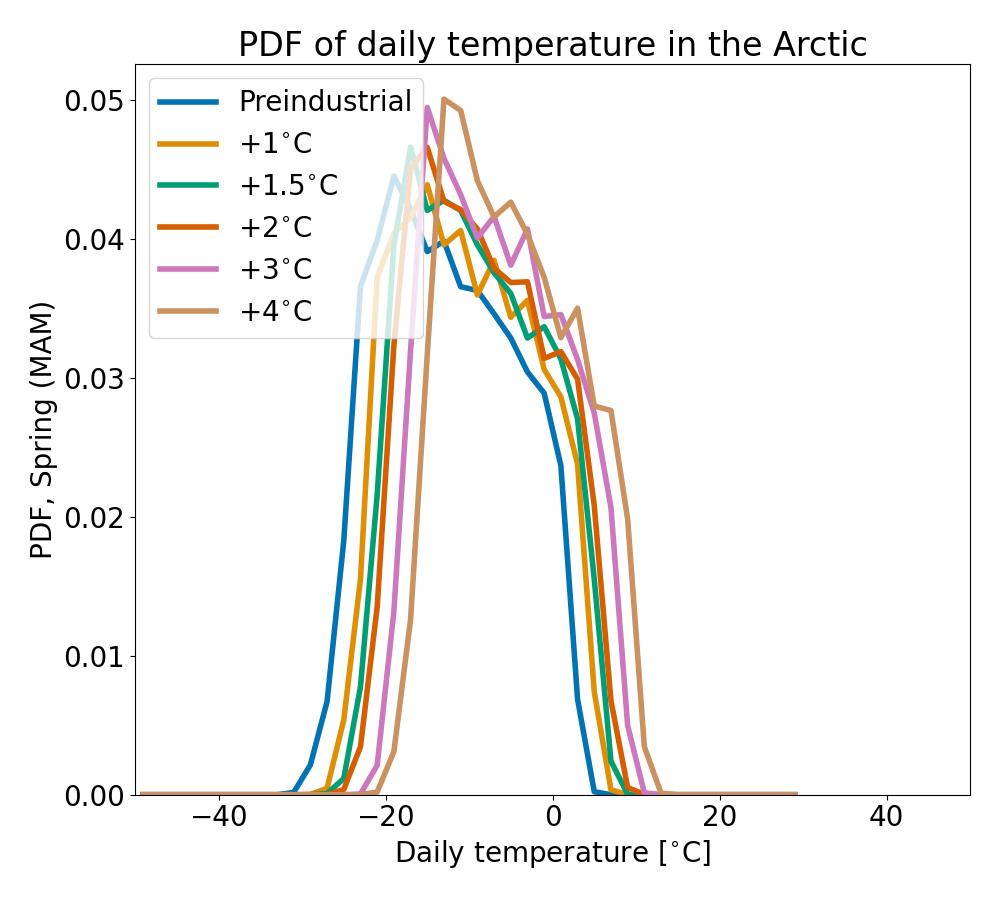 PDF of daily temperature in the Arctic
PDF, Spring (MAM)
0.05
0.04
0.03
0.02
0.01
0.00
Preindustrial
+1°C
+1.5°C
+2°C
+3°C
+4°C
−40 −20 0 20 40
Daily temperature [°C]